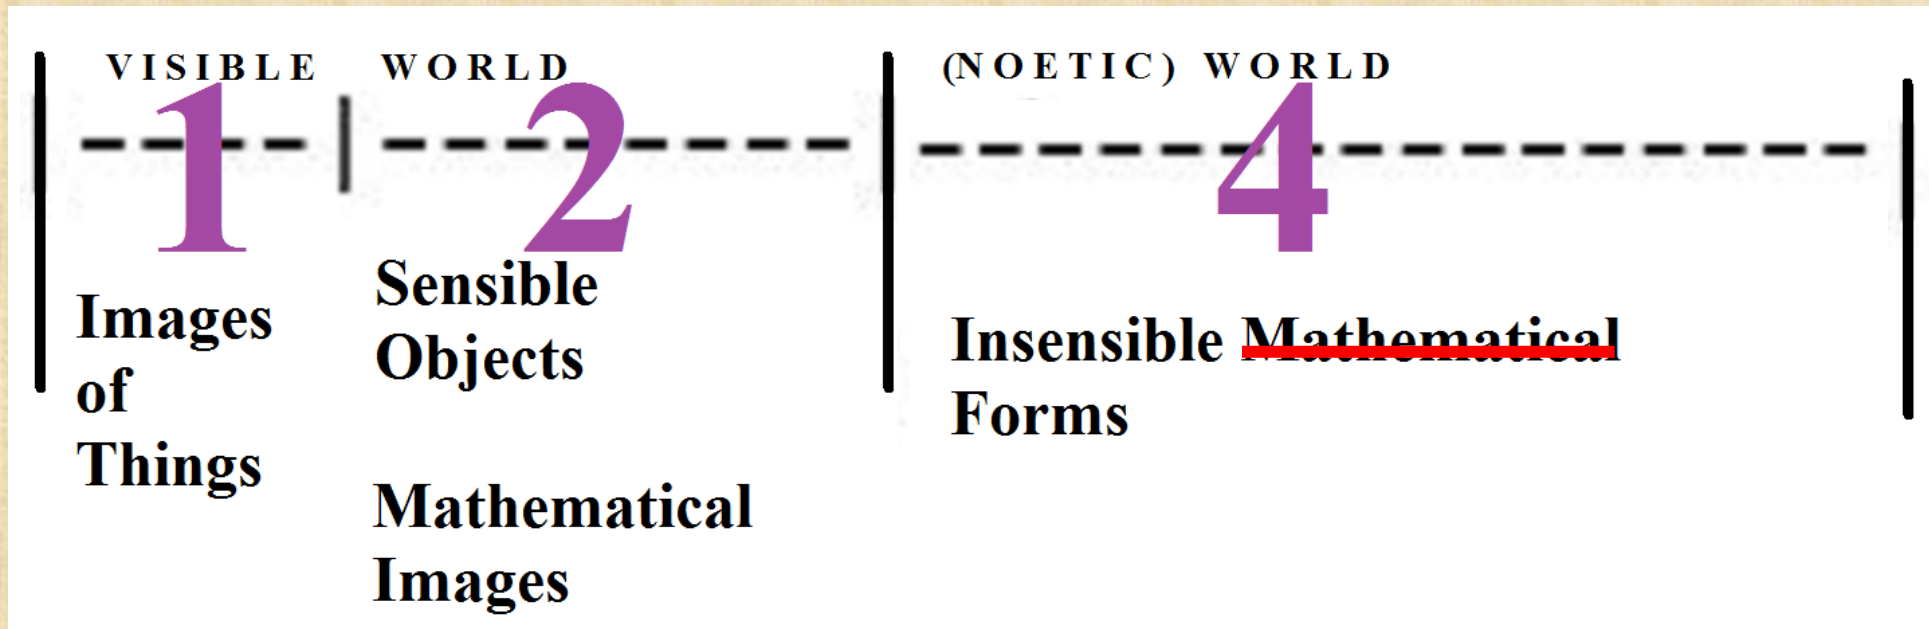 VISIBLE WORLD
(NOETIC) WORLD
1
2
4
Images
of
Things
Sensible
Objects
Mathematical
Images
Insensible Mathematical
Forms